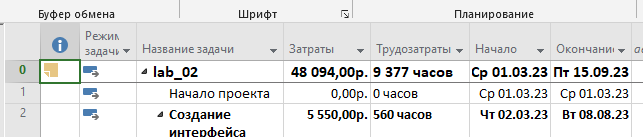 Буфер обмена Шрифт Планирование
Режим задачи Название задачи Затраты Трудозатраты Начало Окончание
0 lab_02 48 094,00р. 9 377 часов Ср 01.03.23 Пт 15.09.23
1 Начало проекта 0,00р. 0 часов Ср 01.03.23 Ср 01.03.23
2 Создание 5 550,00р. 560 часов Чт 02.03.23 Вт 08.08.23
интерфейса